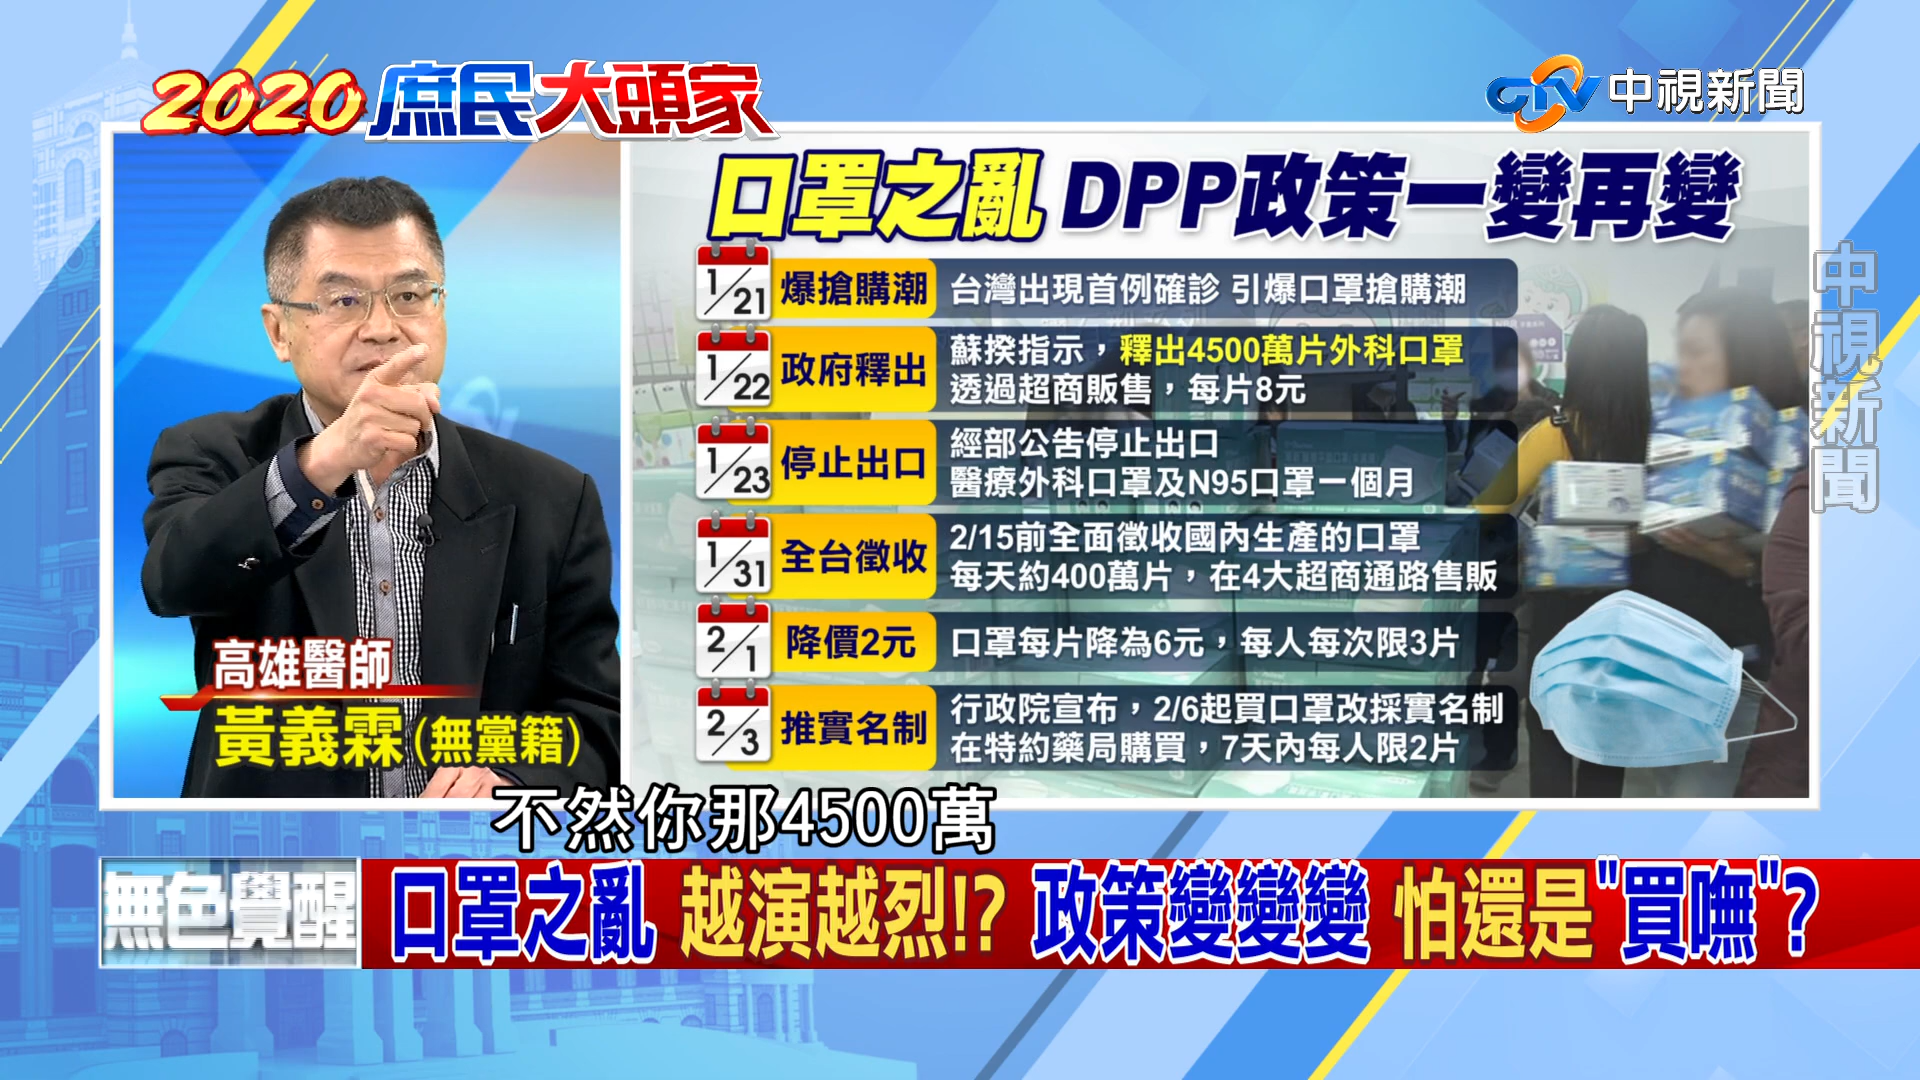 2020庶民大頭家
CTV中視新聞
口罩之亂 DPP政策一變再變
1/21 爆搶購潮 台灣出現首例確診 引爆口罩搶購潮
1/22 政府釋出 蘇揆指示，釋出4500萬片外科口罩
透過超商販售，每片8元
1/23 停止出口 經部公告停止出口
醫療外科口罩及N95口罩一個月
1/31 全台徵收 2/15前全面徵收國內生產的口罩
每天約400萬片，在4大超商通路售販
2/1 降價2元 口罩每片降為6元，每人每次限3片
2/3 推實名制 行政院宣布，2/6起買口罩改採實名制
在特約藥局購買，7天內每人限2片
中視新聞
高雄醫師
黃義霖(無黨籍)
不然你那4500萬
無色覺醒
口罩之亂 越演越烈!? 政策變變變 怕還是"買嘸"?